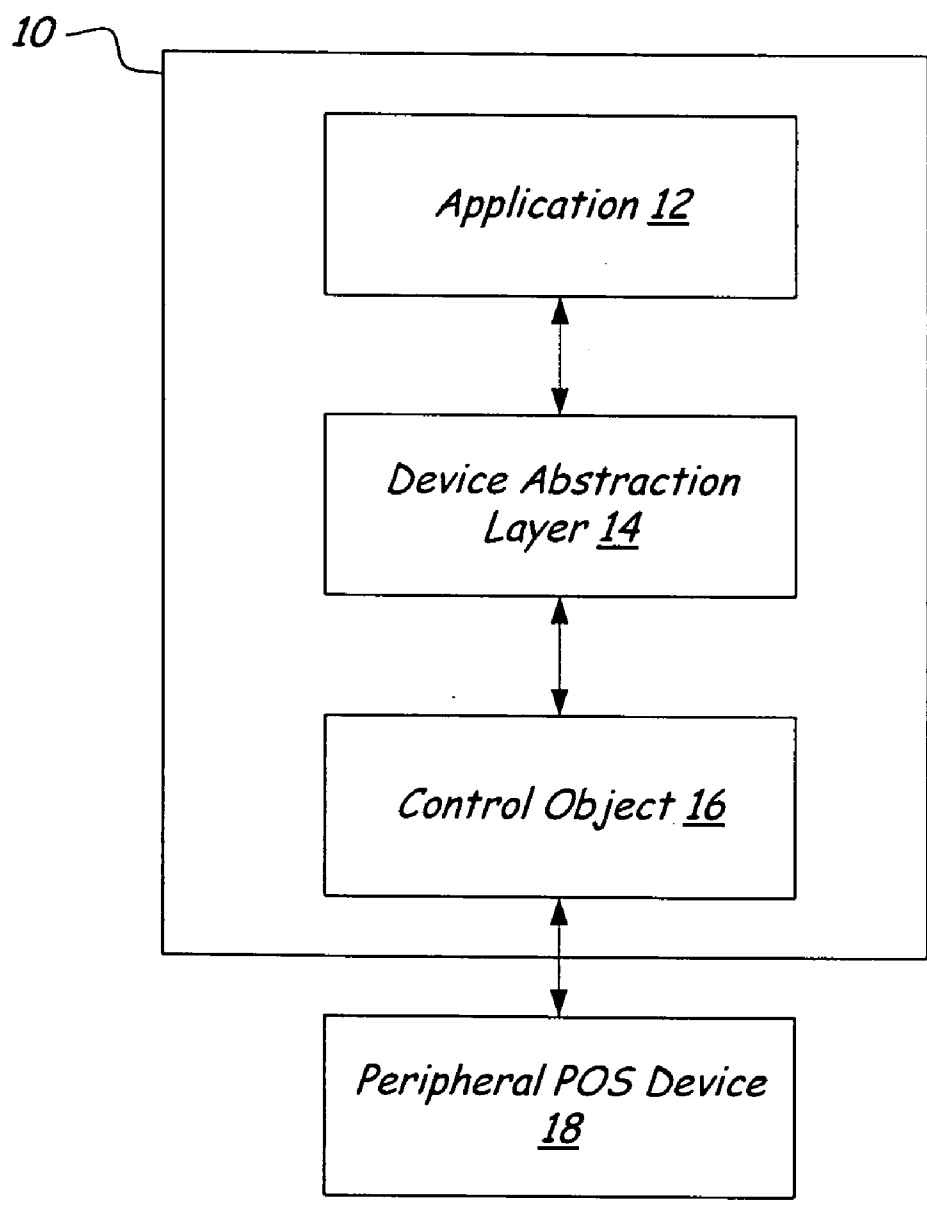 10
Application 12
Device Abstraction
Layer 14
Control Object 16
Peripheral POS Device
18